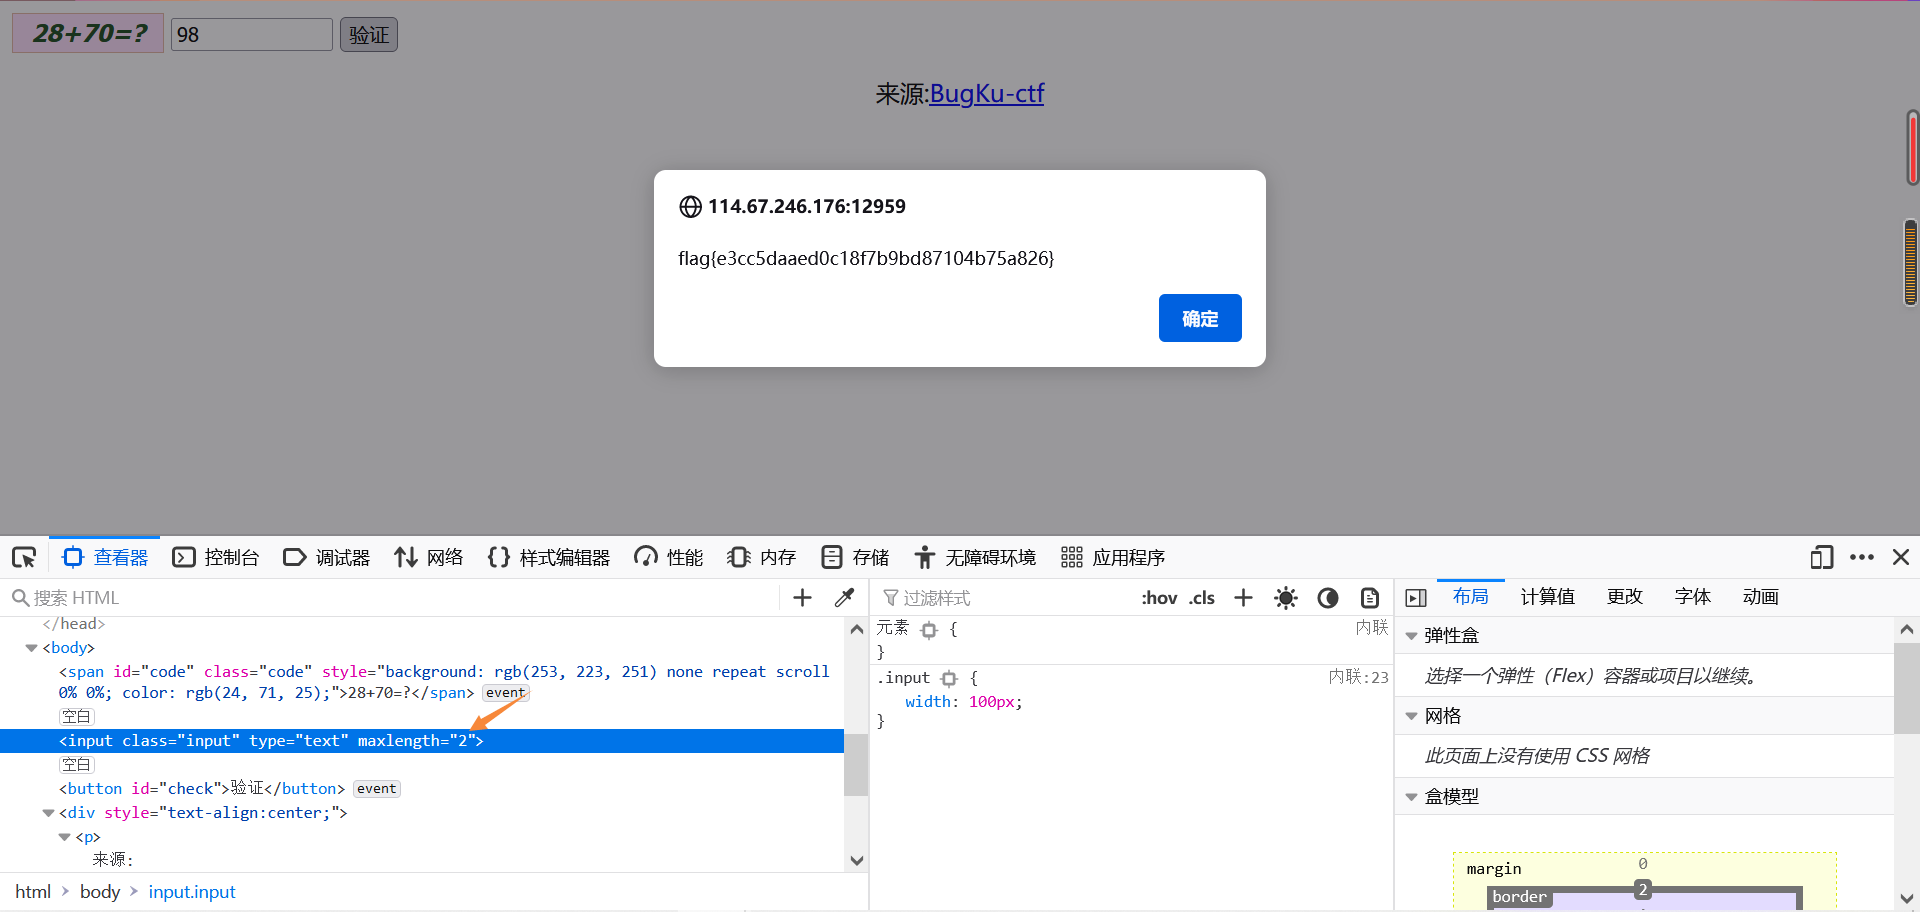 28+70=? 98 验证
来源:BugKu-ctf
114.67.246.176:12959
flag{e3cc5daaed0c18f7b9bd87104b75a826}
确定
查看器 控制台 调试器 网络 样式编辑器 性能 内存 存储 无障碍环境 应用程序
搜索 HTML
</head>
<body>
<span id="code" class="code" style="background: rgb(253, 223, 251) none repeat scroll
0% 0%; color: rgb(24, 71, 25);">28+70=?</span> event
空白
<input class="input" type="text" maxlength="2">
空白
<button id="check">验证</button> event
<div style="text-align:center;">
<p>
来源:
html > body > input.input
过滤样式 :hov .cls +
元素 { 内联
}
.input { 内联:23
width: 100px;
}
布局 计算值 更改 字体 动画
弹性盒
选择一个弹性（Flex）容器或项目以继续。
网格
此页面上没有使用 CSS 网格
盒模型
margin 0
border 2